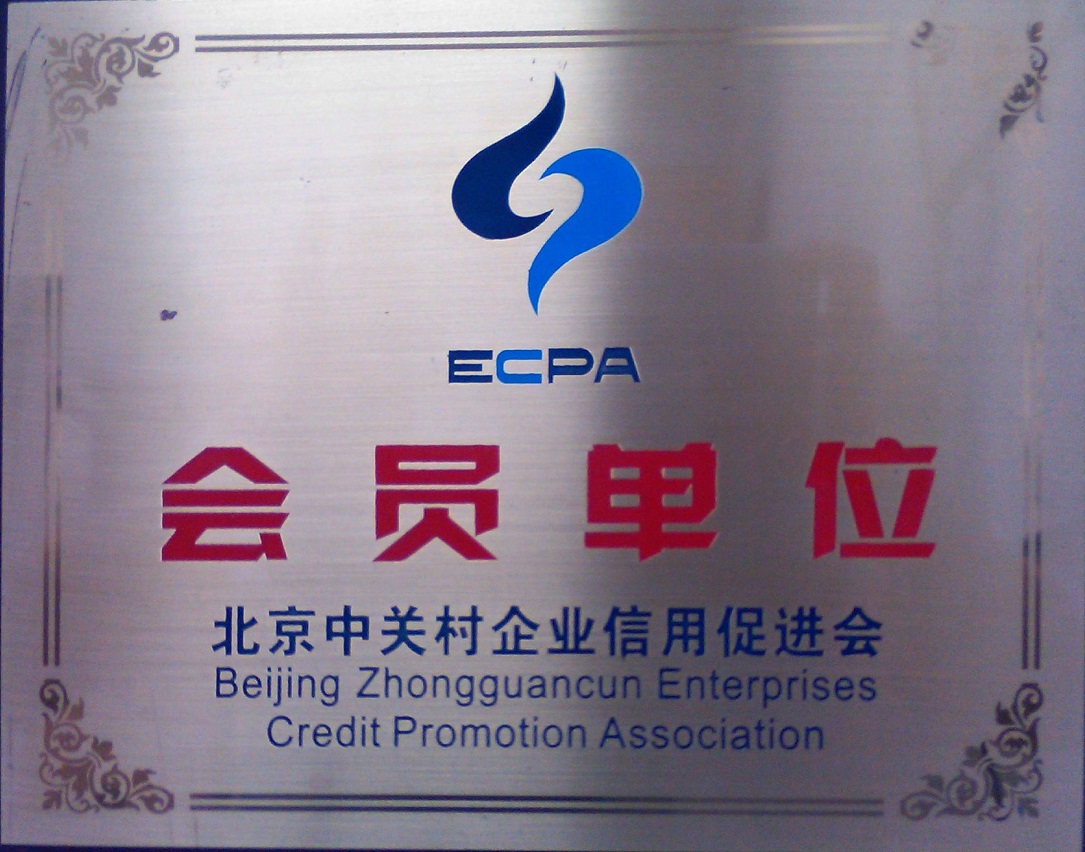 ECPA
会员单位
北京中关村企业信用促进会
Beijing Zhongguancun Enterprises
Credit Promotion Association